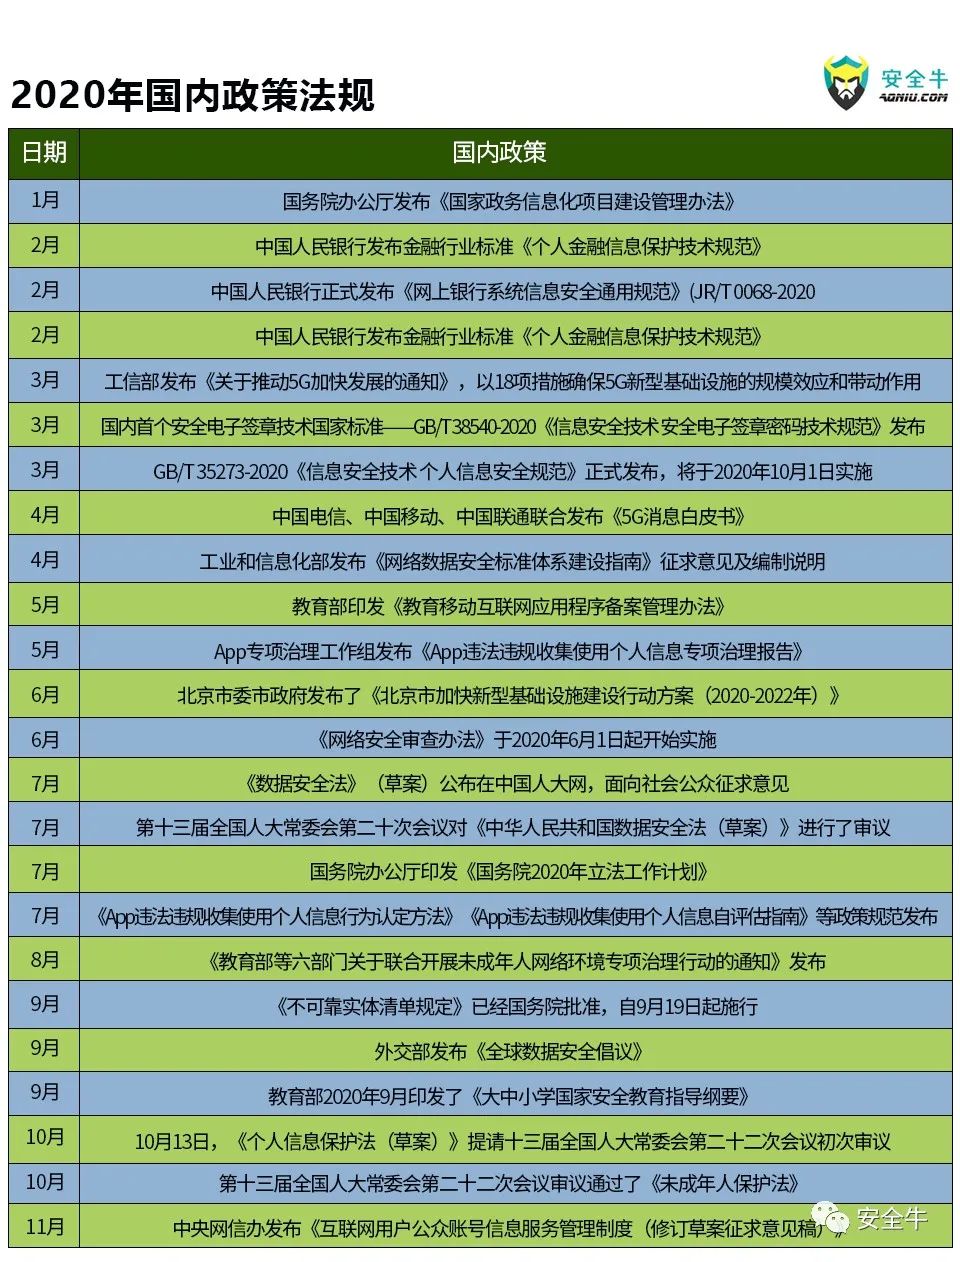 安全牛
AQNIU.COM
2020年国内政策法规
日期 国内政策
1月 国务院办公厅发布《国家政务信息化项目建设管理办法》
2月 中国人民银行发布金融行业标准《个人金融信息保护技术规范》
2月 中国人民银行正式发布《网上银行系统信息安全通用规范》(JR/T 0068-2020
2月 中国人民银行发布金融行业标准《个人金融信息保护技术规范》
3月 工信部发布《关于推动5G加快发展的通知》，以18项措施确保5G新型基础设施的规模效应和带动作用
3月 国内首个安全电子签章技术国家标准——GB/T 38540-2020《信息安全技术 安全电子签章密码技术规范》发布
3月 GB/T 35273-2020《信息安全技术 个人信息安全规范》正式发布，将于2020年10月1日实施
4月 中国电信、中国移动、中国联通联合发布《5G消息白皮书》
4月 工业和信息化部发布《网络数据安全标准体系建设指南》征求意见及编制说明
5月 教育部印发《教育移动互联网应用程序备案管理办法》
5月 App专项治理工作组发布《App违法违规收集使用个人信息专项治理报告》
6月 北京市委市政府发布了《北京市加快新型基础设施建设行动方案（2020-2022年）》
6月 《网络安全审查办法》于2020年6月1日起开始实施
7月 《数据安全法》（草案）公布在中国人大网，面向社会公众征求意见
7月 第十三届全国人大常委会第二十次会议对《中华人民共和国数据安全法（草案）》进行了审议
7月 国务院办公厅印发《国务院2020年立法工作计划》
7月 《App违法违规收集使用个人信息行为认定方法》《App违法违规收集使用个人信息自评估指南》等政策规范发布
8月 《教育部等六部门关于联合开展未成年人网络环境专项治理行动的通知》发布
9月 《不可靠实体清单规定》已经国务院批准，自9月19日起施行
9月 外交部发布《全球数据安全倡议》
9月 教育部2020年9月印发了《大中小学国家安全教育指导纲要》
10月 10月13日，《个人信息保护法（草案）》提请十三届全国人大常委会第二十二次会议初次审议
10月 第十三届全国人大常委会第二十二次会议审议通过了《未成年人保护法》
11月 中央网信办发布《互联网用户公众账号信息服务管理制度（修订草案征求意见稿）》
安全牛